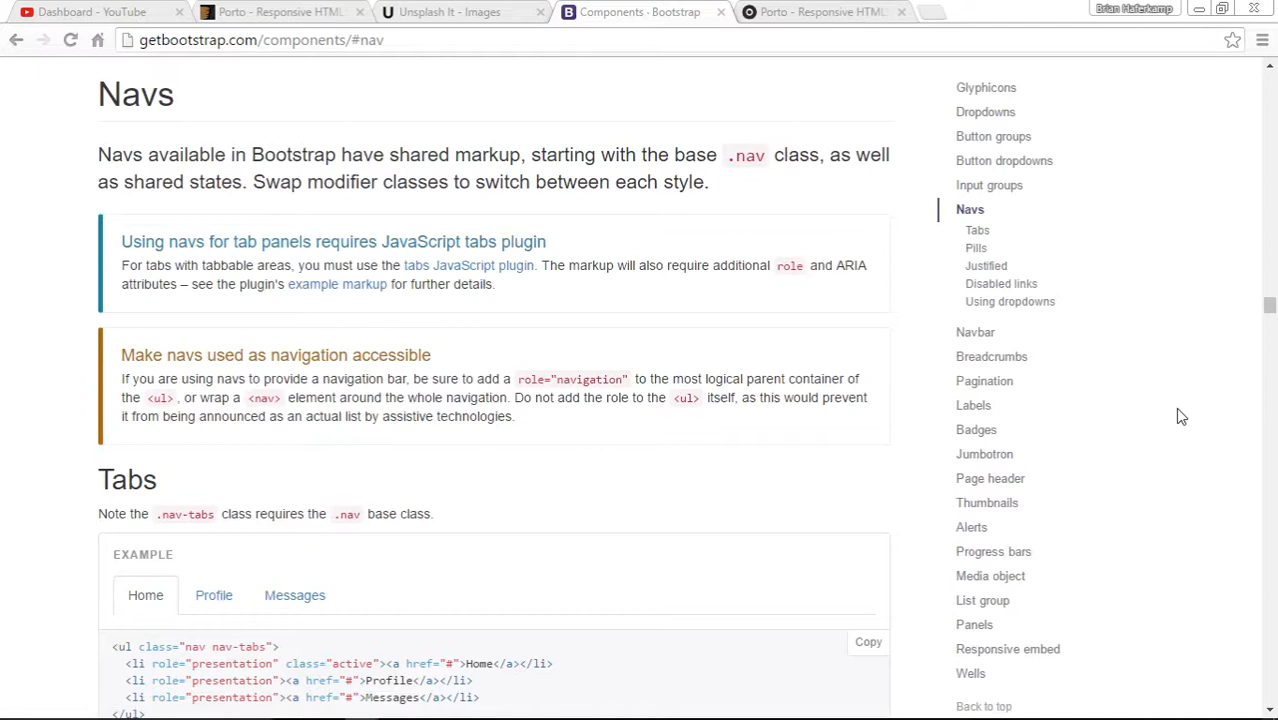 Dashboard - YouTube
Porto - Responsive HTML
Unsplash It - Images
Components · Bootstrap
Porto - Responsive HTML
Brian Haferkamp
getbootstrap.com/components/#nav
Navs
Navs available in Bootstrap have shared markup, starting with the base .nav class, as well
as shared states. Swap modifier classes to switch between each style.
Using navs for tab panels requires JavaScript tabs plugin
For tabs with tabbable areas, you must use the tabs JavaScript plugin. The markup will also require additional role and ARIA
attributes – see the plugin's example markup for further details.
Make navs used as navigation accessible
If you are using navs to provide a navigation bar, be sure to add a role="navigation" to the most logical parent container of
the <ul>, or wrap a <nav> element around the whole navigation. Do not add the role to the <ul> itself, as this would prevent
it from being announced as an actual list by assistive technologies.
Tabs
Note the .nav-tabs class requires the .nav base class.
EXAMPLE
Home
Profile
Messages
Copy
<ul class="nav nav-tabs">
<li role="presentation" class="active"><a href="#">Home</a></li>
<li role="presentation"><a href="#">Profile</a></li>
<li role="presentation"><a href="#">Messages</a></li>
</ul>
Glyphicons
Dropdowns
Button groups
Button dropdowns
Input groups
Navs
Tabs
Pills
Justified
Disabled links
Using dropdowns
Navbar
Breadcrumbs
Pagination
Labels
Badges
Jumbotron
Page header
Thumbnails
Alerts
Progress bars
Media object
List group
Panels
Responsive embed
Wells
Back to top